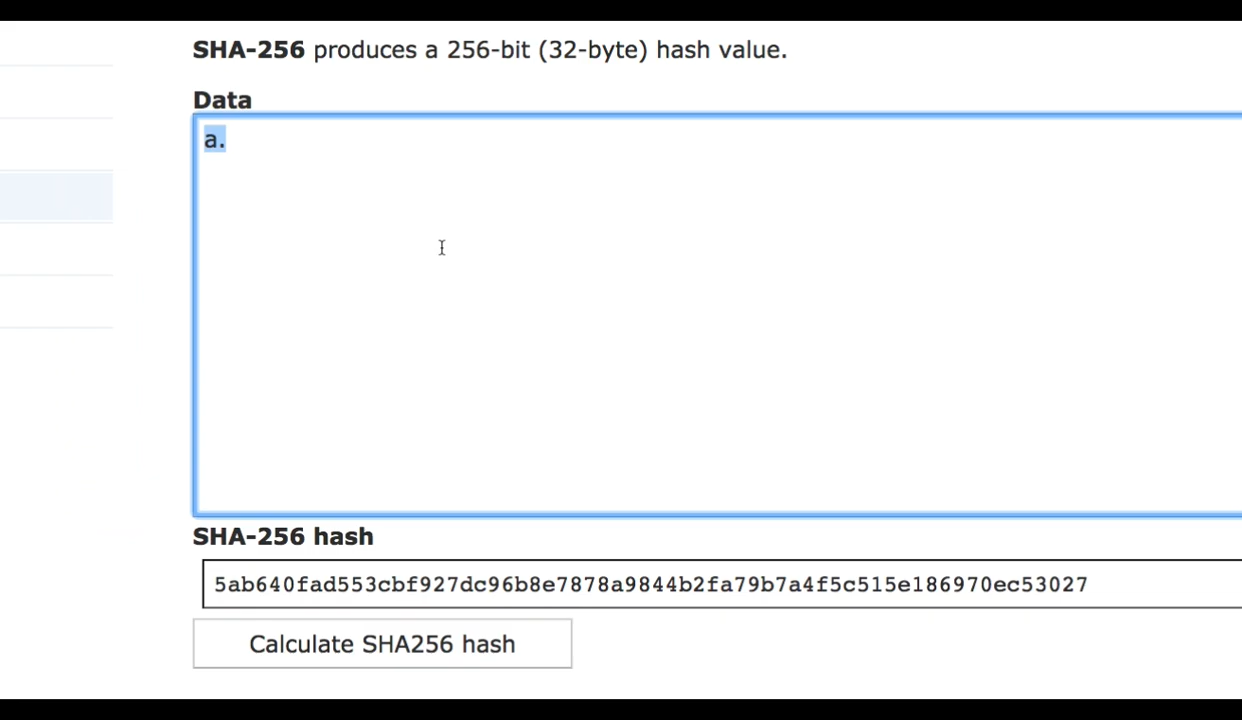 SHA-256 produces a 256-bit (32-byte) hash value.
Data
a.
SHA-256 hash
5ab640fad553cbf927dc96b8e7878a9844b2fa79b7a4f5c515e186970ec53027
Calculate SHA256 hash